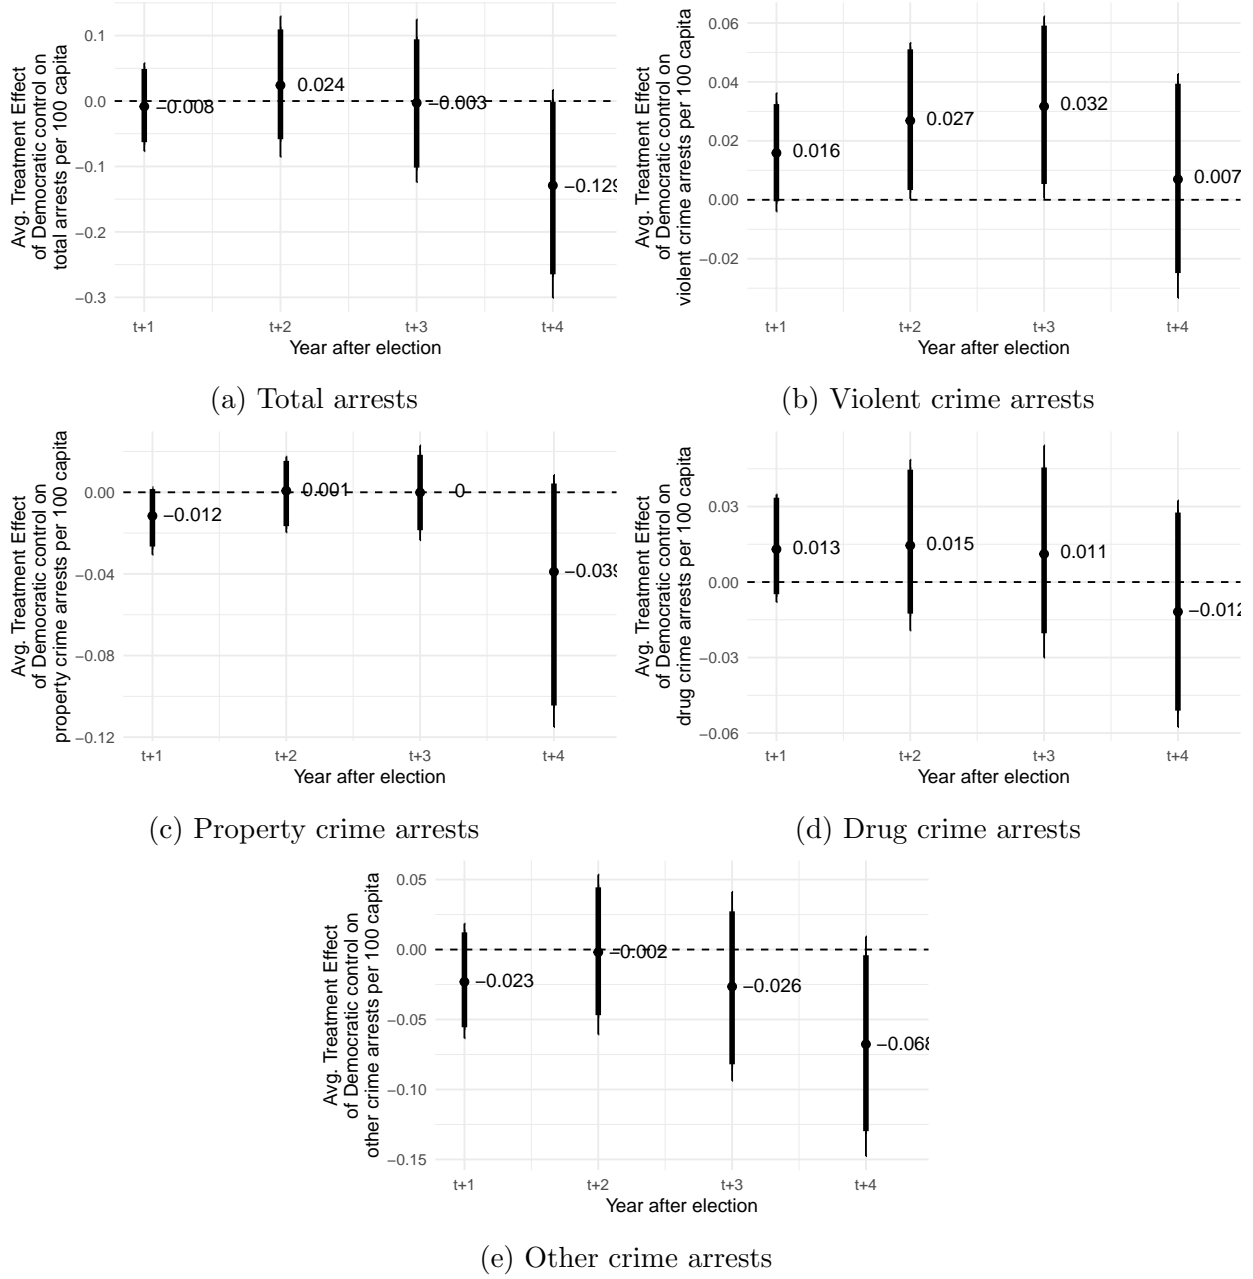 Avg. Treatment Effect
of Democratic control on
total arrests per 100 capita
0.1
0.0
−0.1
−0.2
−0.3
−0.008
0.024
−0.003
−0.129
t+1 t+2 t+3 t+4
Year after election
(a) Total arrests
Avg. Treatment Effect
of Democratic control on
violent crime arrests per 100 capita
0.06
0.04
0.02
0.00
−0.02
0.016
0.027
0.032
0.007
t+1 t+2 t+3 t+4
Year after election
(b) Violent crime arrests
Avg. Treatment Effect
of Democratic control on
property crime arrests per 100 capita
0.00
−0.04
−0.08
−0.12
−0.012
0.001
0
−0.039
t+1 t+2 t+3 t+4
Year after election
(c) Property crime arrests
Avg. Treatment Effect
of Democratic control on
drug crime arrests per 100 capita
0.03
0.00
−0.03
−0.06
0.013
0.015
0.011
−0.012
t+1 t+2 t+3 t+4
Year after election
(d) Drug crime arrests
Avg. Treatment Effect
of Democratic control on
other crime arrests per 100 capita
0.05
0.00
−0.05
−0.10
−0.15
−0.023
−0.002
−0.026
−0.068
t+1 t+2 t+3 t+4
Year after election
(e) Other crime arrests